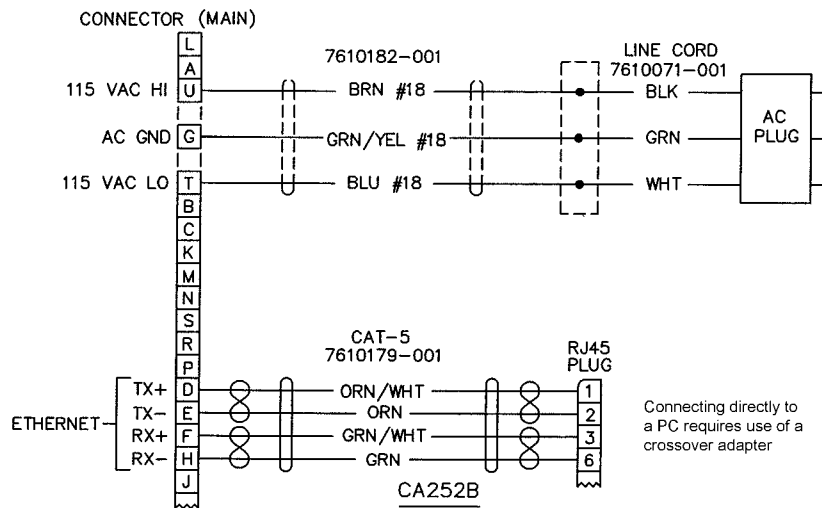 CONNECTOR (MAIN)
L
A
7610182-001
LINE CORD
7610071-001
115 VAC HI U BRN #18 BLK
AC GND G GRN/YEL #18 GRN
AC
PLUG
115 VAC LO T BLU #18 WHT
B
C
K
M
N
S
R
P
CAT-5
7610179-001
RJ45
PLUG
TX+ D ORN/WHT 1
TX- E ORN 2
ETHERNET
RX+ F GRN/WHT 3
RX- H GRN 6
J
Connecting directly to
a PC requires use of a
crossover adapter
CA252B